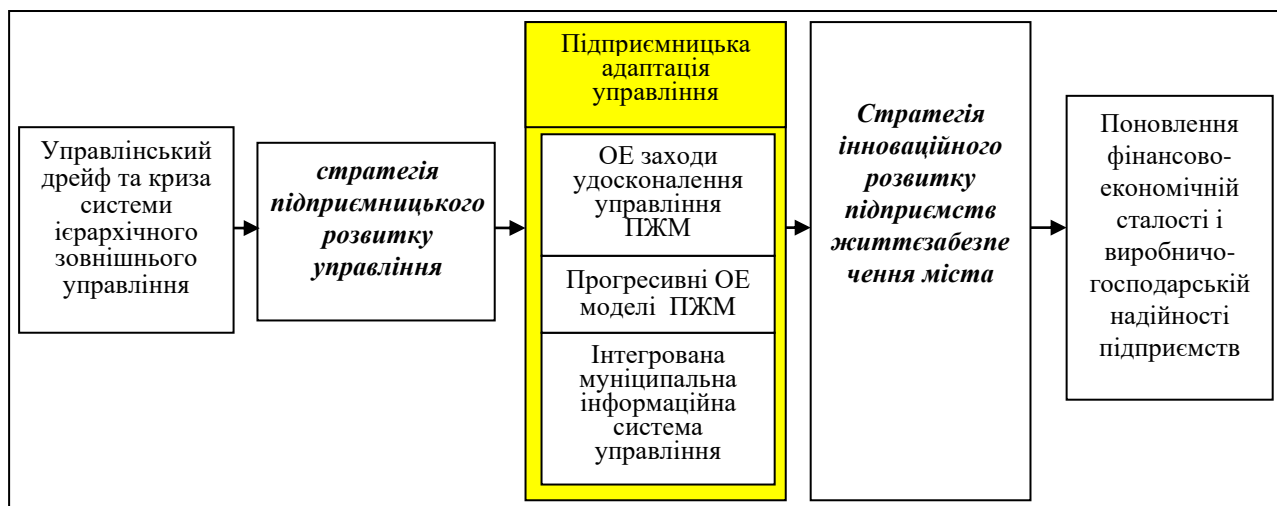 Управлінський
дрейф та криза
системи
ієрархічного
зовнішнього
управління
стратегія
підприємницького
розвитку
управління
Підприємницька
адаптація
управління
ОЕ заходи
удосконалення
управління
ПЖМ
Прогресивні ОЕ
моделі ПЖМ
Інтегрована
муніципальна
інформаційна
система
управління
Стратегія
інноваційного
розвитку
підприємств
життєзабезпе
чення міста
Поновлення
фінансово-
економічній
сталості і
виробничо-
господарській
надійності
підприємств